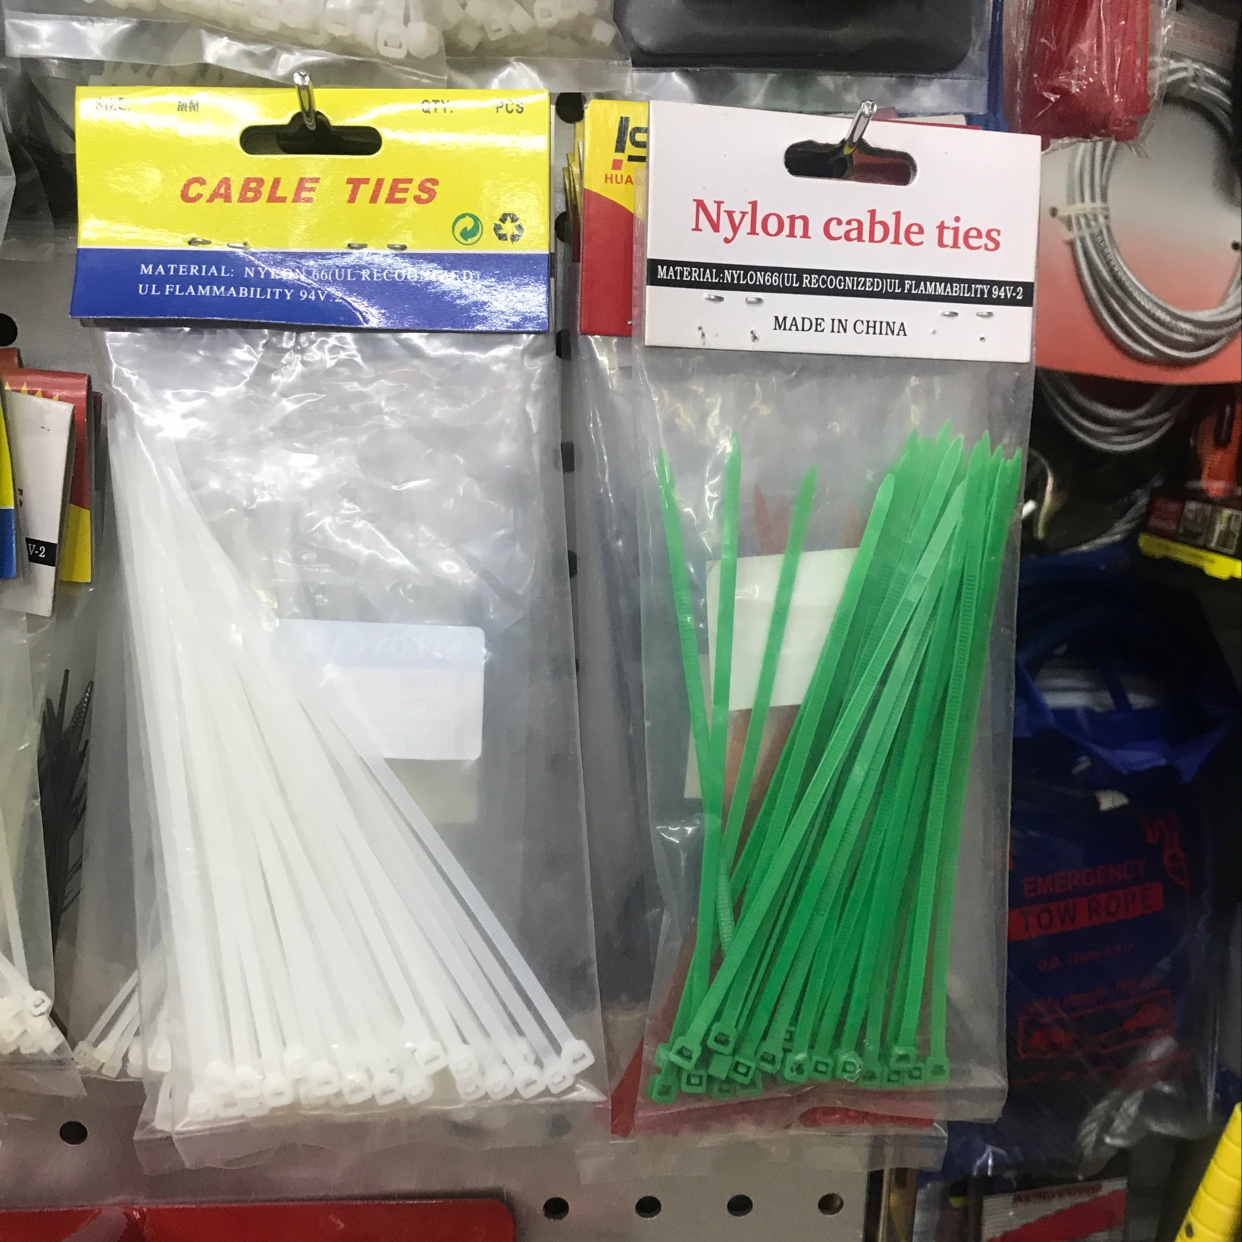 SIZE: mm QTY: PCS
CABLE TIES
MATERIAL: NYLON 66(UL RECOGNIZED)
UL FLAMMABILITY 94V-2
HUA
Nylon cable ties
MATERIAL:NYLON66(UL RECOGNIZED)UL FLAMMABILITY 94V-2
MADE IN CHINA
V-2
EMERGENCY
TOW ROPE